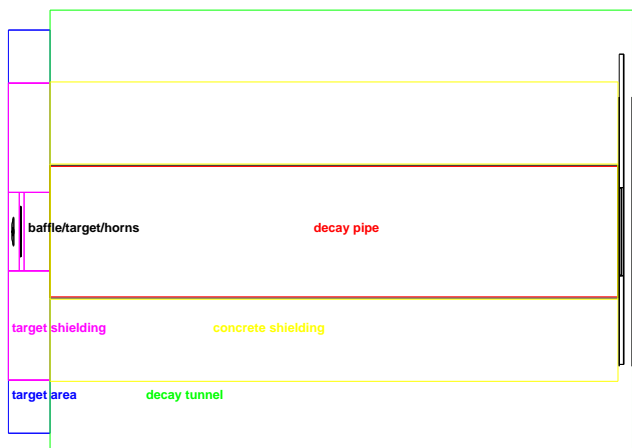 baffle/target/horns
decay pipe
target shielding
concrete shielding
target area
decay tunnel